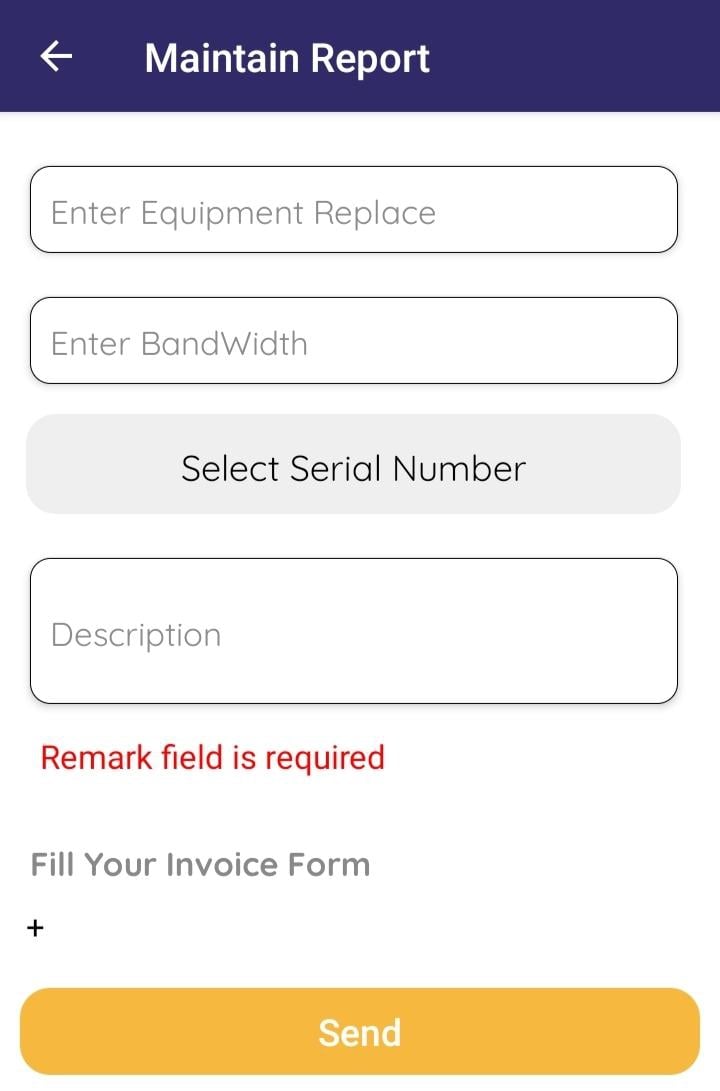 Maintain Report
Enter Equipment Replace
Enter BandWidth
Select Serial Number
Description
Remark field is required
Fill Your Invoice Form
+
Send